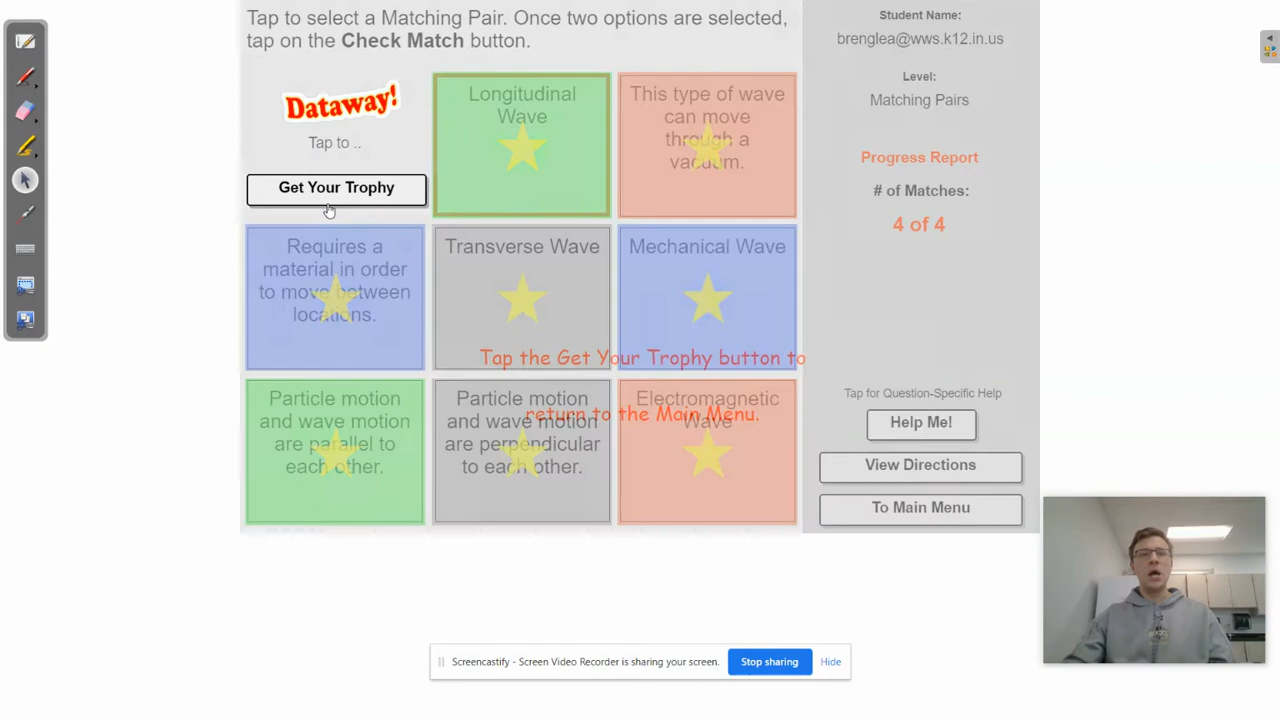 Tap to select a Matching Pair. Once two options are selected,
tap on the Check Match button.
Dataway!
Tap to ..
Get Your Trophy
Longitudinal
Wave
This type of wave
can move
through a
vacuum.
Requires a
material in order
to move between
locations.
Transverse Wave
Mechanical Wave
Particle motion
and wave motion
are parallel to
each other.
Particle motion
and wave motion
are perpendicular
to each other.
Electromagnetic
Wave
Tap the Get Your Trophy button to
return to the Main Menu.
Student Name:
brenglea@wws.k12.in.us
Level:
Matching Pairs
Progress Report
# of Matches:
4 of 4
Tap for Question-Specific Help
Help Me!
View Directions
To Main Menu
Screencastify - Screen Video Recorder is sharing your screen.
Stop sharing
Hide